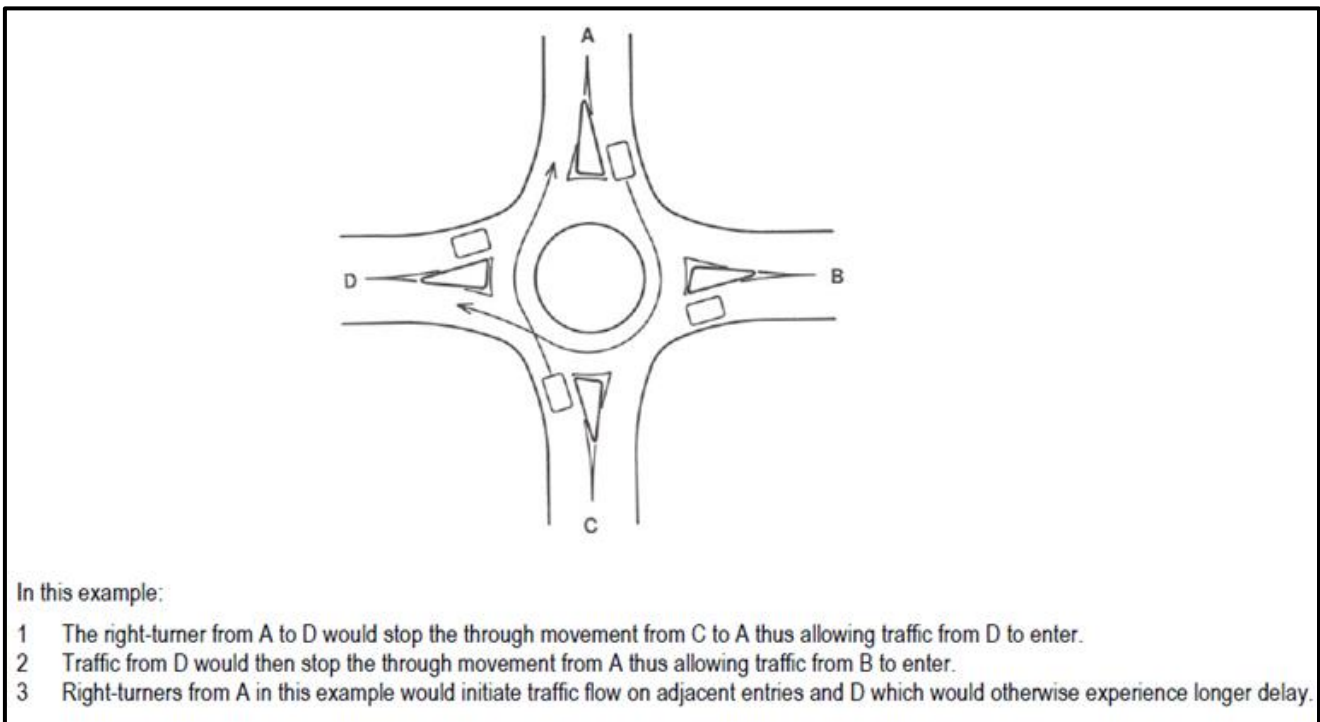 A
D
B
C
In this example:
1 The right-turner from A to D would stop the through movement from C to A thus allowing traffic from D to enter.
2 Traffic from D would then stop the through movement from A thus allowing traffic from B to enter.
3 Right-turners from A in this example would initiate traffic flow on adjacent entries and D which would otherwise experience longer delay.